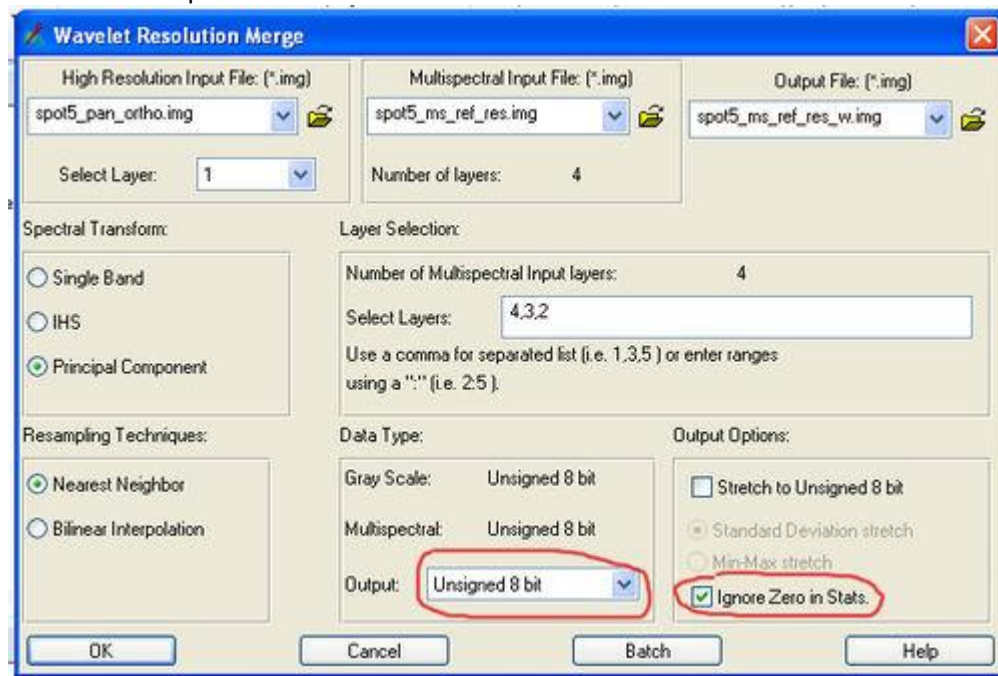 Wavelet Resolution Merge
High Resolution Input File: (*.img)
spot5_pan_ortho.img
Select Layer: 1
Multispectral Input File: (*.img)
spot5_ms_ref_res.img
Number of layers: 4
Output File: (*.img)
spot5_ms_ref_res_w.img
Spectral Transform:
Single Band
IHS
Principal Component
Layer Selection:
Number of Multispectral Input layers: 4
Select Layers: 4,3,2
Use a comma for separated list (i.e. 1,3,5 ) or enter ranges
using a ":" (i.e. 2:5 ).
Resampling Techniques:
Nearest Neighbor
Bilinear Interpolation
Data Type:
Gray Scale: Unsigned 8 bit
Multispectral: Unsigned 8 bit
Output: Unsigned 8 bit
Output Options:
Stretch to Unsigned 8 bit
Standard Deviation stretch
Min-Max stretch
Ignore Zero in Stats.
OK
Cancel
Batch
Help